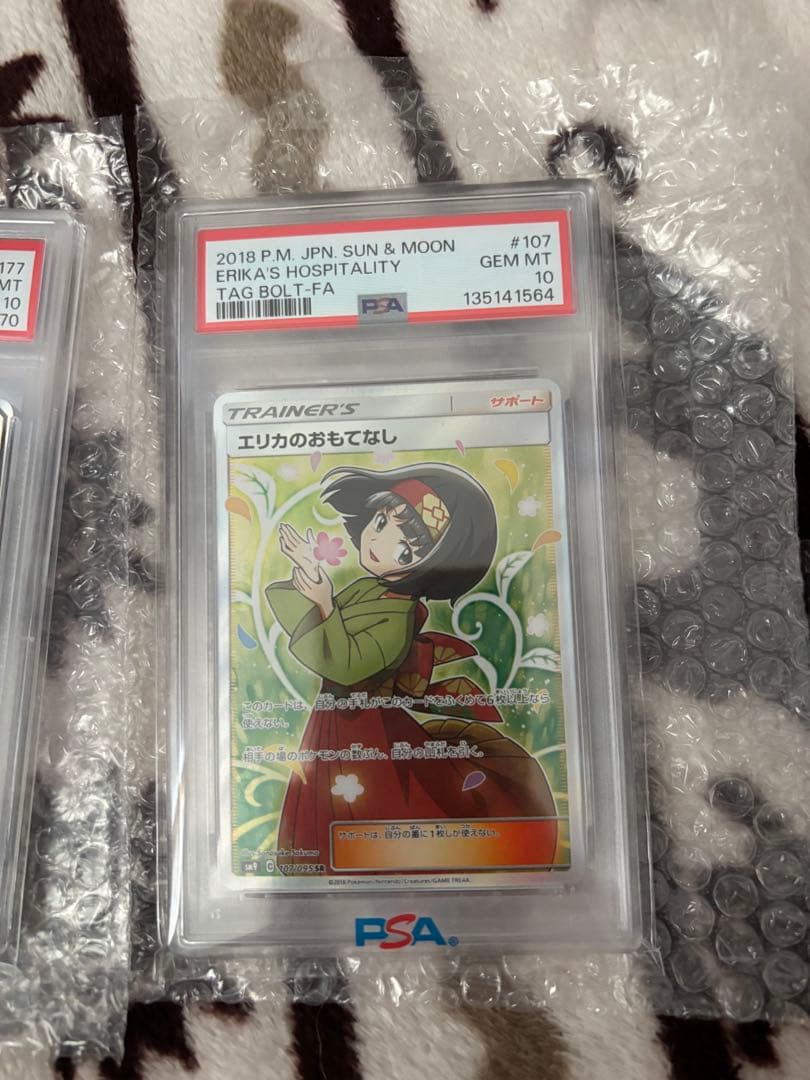 177
MT
10
70
2018 P.M. JPN. SUN & MOON #107
ERIKA'S HOSPITALITY GEM MT
TAG BOLT-FA 10
PSA 135141564
TRAINER'S サポート
エリカのおもてなし
このカードは、自分の手札がこのカードをふくめて6枚以上なら
使えない。
相手の場のポケモンの数ぶん、自分の山札を引く。
サポートは、自分の番に1枚しか使えない。
sm9 C 107/095 SR
©2018 Pokémon/Nintendo/Creatures/GAME FREAK.
PSA®